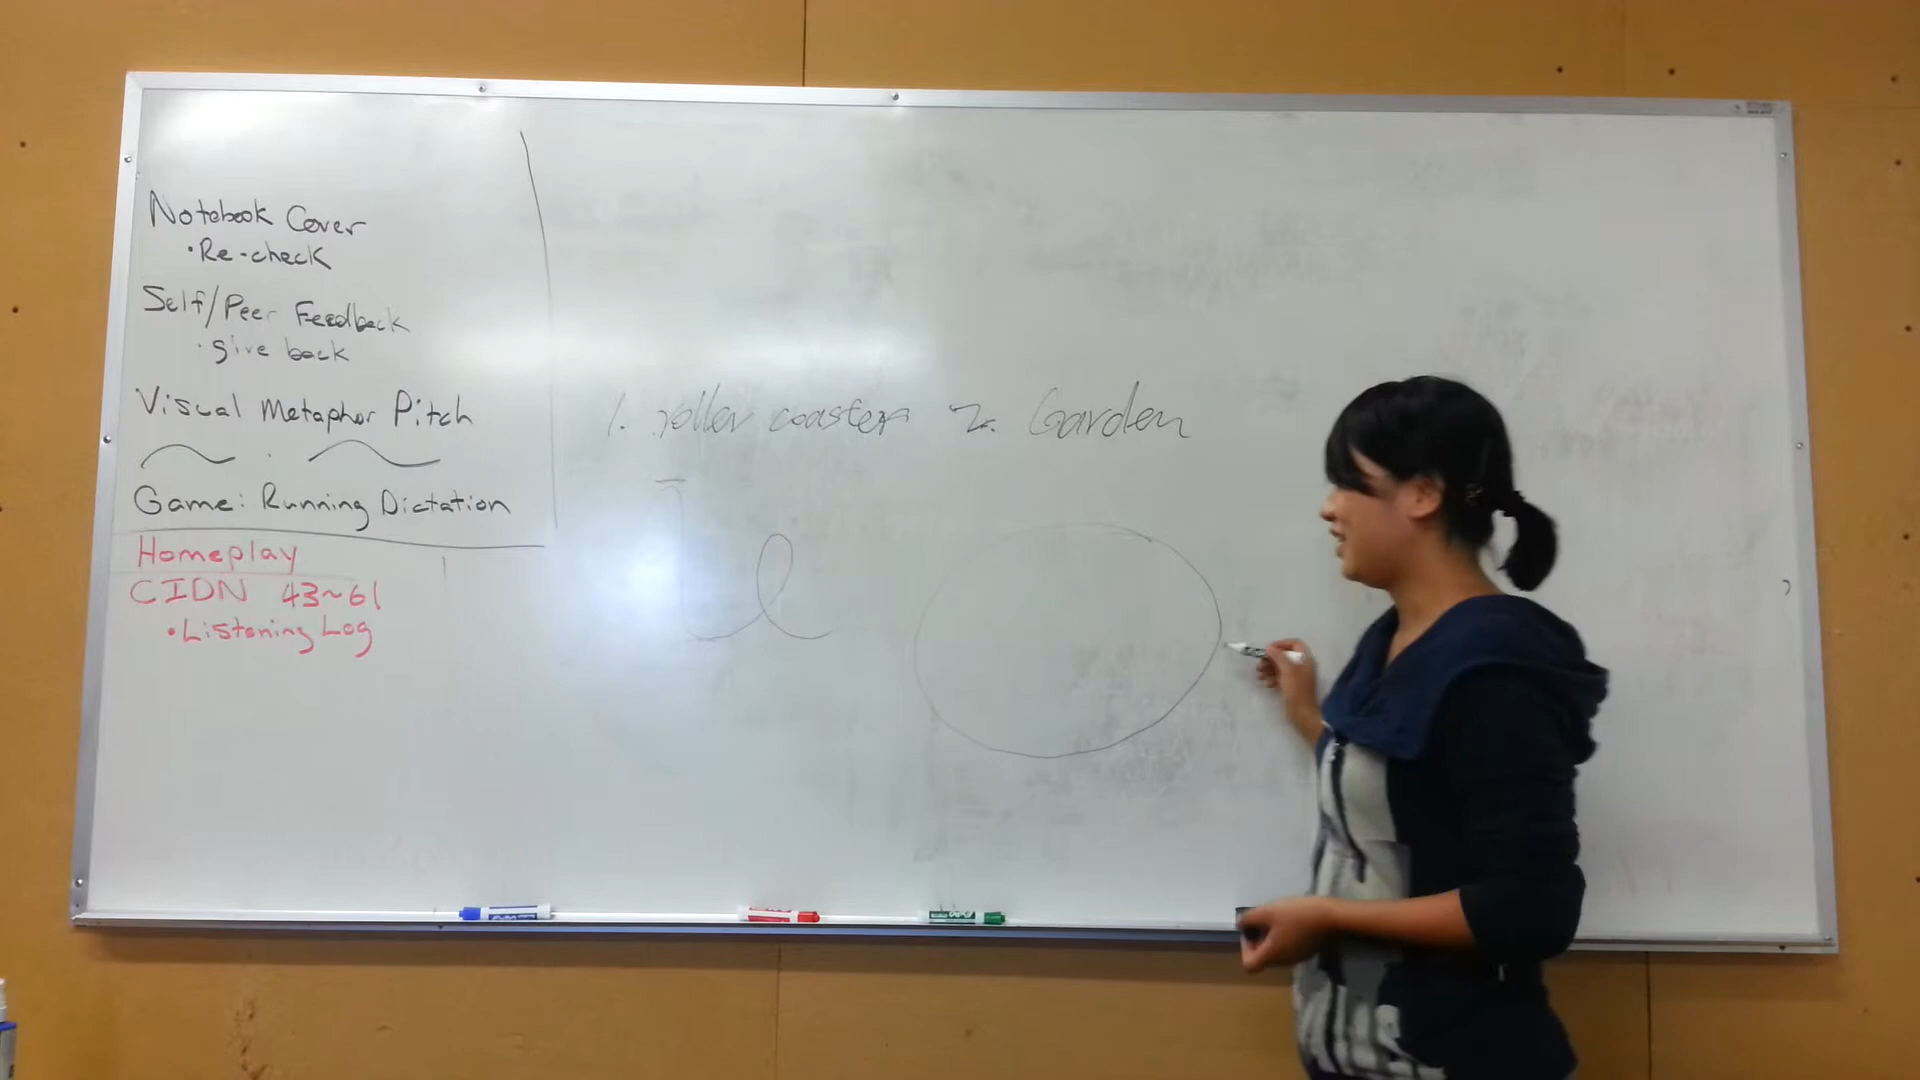 Notebook Cover
•Re-check
Self/Peer Feedback
•give back
Visual Metaphor Pitch
Game: Running Dictation
Homeplay
CIDN 43~61
•Listening Log
1. roller coaster 2. Garden